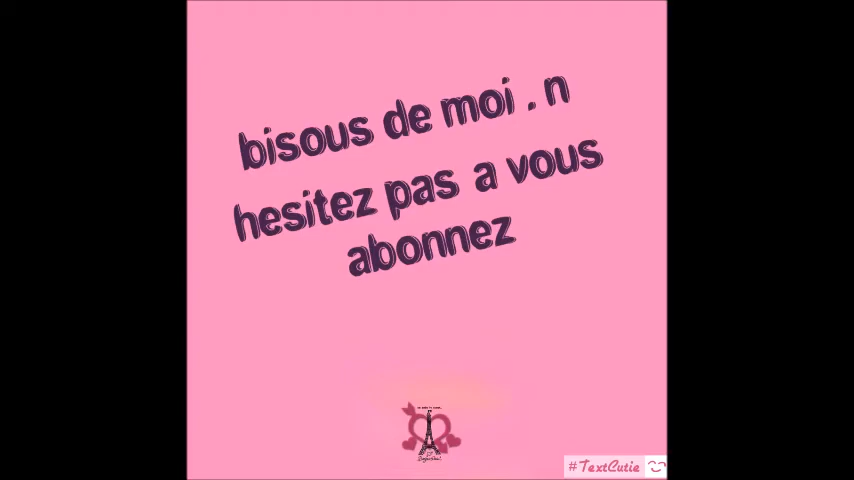 bisous de moi . n
hesitez pas a vous
abonnez
#TextCutie